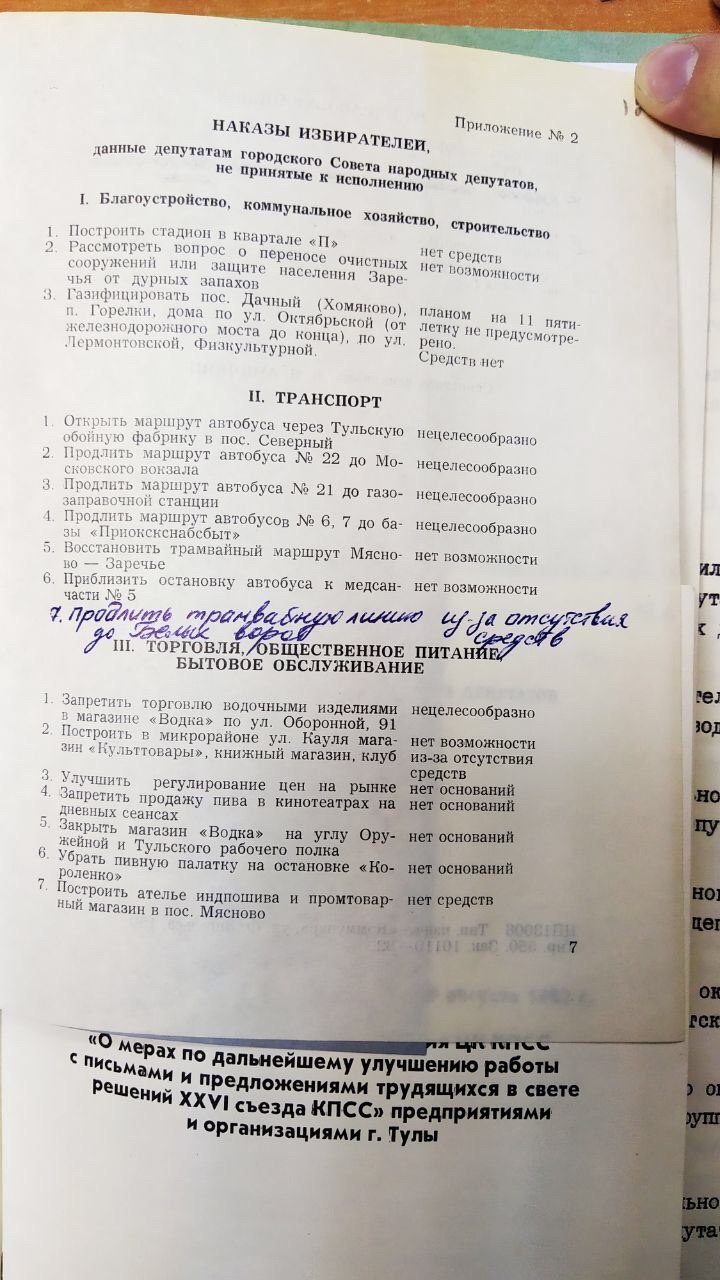 Приложение № 2
НАКАЗЫ ИЗБИРАТЕЛЕЙ,
данные депутатам городского Совета народных депутатов,
не принятые к исполнению
I. Благоустройство, коммунальное хозяйство, строительство
1. Построить стадион в квартале «П» нет средств
2. Рассмотреть вопрос о переносе очистных нет возможности
сооружений или защите населения Заре-
чья от дурных запахов
3. Газифицировать пос. Дачный (Хомяково), планом на 11 пяти-
п. Горелки, дома по ул. Октябрьской (от летку не предусмотре-
железнодорожного моста до конца), по ул. рено.
Лермонтовской, Физкультурной. Средств нет
II. ТРАНСПОРТ
1. Открыть маршрут автобуса через Тульскую нецелесообразно
обойную фабрику в пос. Северный
2. Продлить маршрут автобуса № 22 до Мо- нецелесообразно
сковского вокзала
3. Продлить маршрут автобуса № 21 до газо- нецелесообразно
заправочной станции
4. Продлить маршрут автобусов № 6, 7 до ба- нецелесообразно
зы «Приокскснабсбыт»
5. Восстановить трамвайный маршрут Мясно- нет возможности
во — Заречье
6. Приблизить остановку автобуса к медсан- нет возможности
части № 5
7. Продлить трамвайную линию из-за отсутствия
до Белых ворот средств
III. ТОРГОВЛЯ, ОБЩЕСТВЕННОЕ ПИТАНИЕ,
БЫТОВОЕ ОБСЛУЖИВАНИЕ
1. Запретить торговлю водочными изделиями нецелесообразно
в магазине «Водка» по ул. Оборонной, 91
2. Построить в микрорайоне ул. Кауля мага- нет возможности
зин «Культтовары», книжный магазин, клуб из-за отсутствия
средств
3. Улучшить регулирование цен на рынке нет оснований
4. Запретить продажу пива в кинотеатрах на нет оснований
дневных сеансах
5. Закрыть магазин «Водка» на углу Ору- нет оснований
жейной и Тульского рабочего полка
6. Убрать пивную палатку на остановке «Ко- нет оснований
роленко»
7. Построить ателье индпошива и промтовар- нет средств
ный магазин в пос. Мясново
7
ЦК КПСС
«О мерах по дальнейшему улучшению работы
с письмами и предложениями трудящихся в свете
решений XXVI съезда КПСС» предприятиями
и организациями г. Тулы